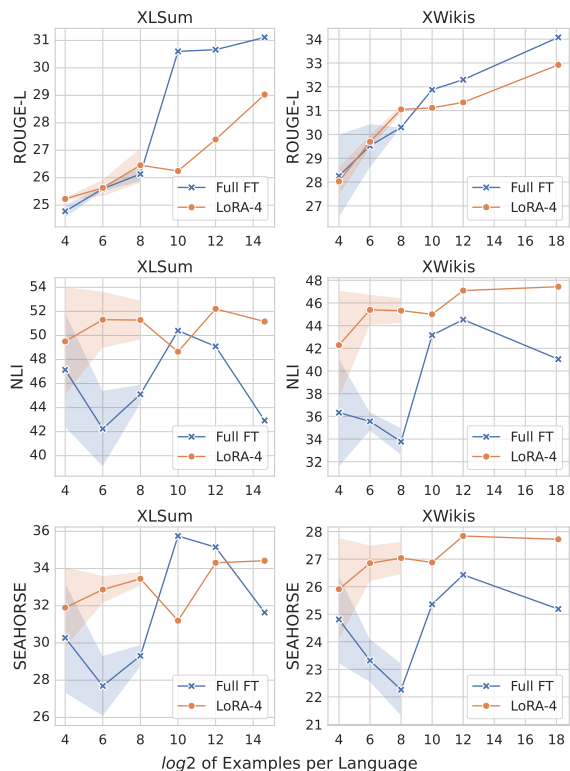 XLSum
XWikis
ROUGE-L
31
30
29
28
27
26
25
4 6 8 10 12 14
Full FT
LoRA-4
ROUGE-L
34
33
32
31
30
29
28
27
4 6 8 10 12 14 16 18
Full FT
LoRA-4
XLSum
XWikis
NLI
54
52
50
48
46
44
42
40
4 6 8 10 12 14
Full FT
LoRA-4
NLI
48
46
44
42
40
38
36
34
32
4 6 8 10 12 14 16 18
Full FT
LoRA-4
XLSum
XWikis
SEAHORSE
36
34
32
30
28
26
4 6 8 10 12 14
Full FT
LoRA-4
SEAHORSE
28
27
26
25
24
23
22
21
4 6 8 10 12 14 16 18
Full FT
LoRA-4
log2 of Examples per Language